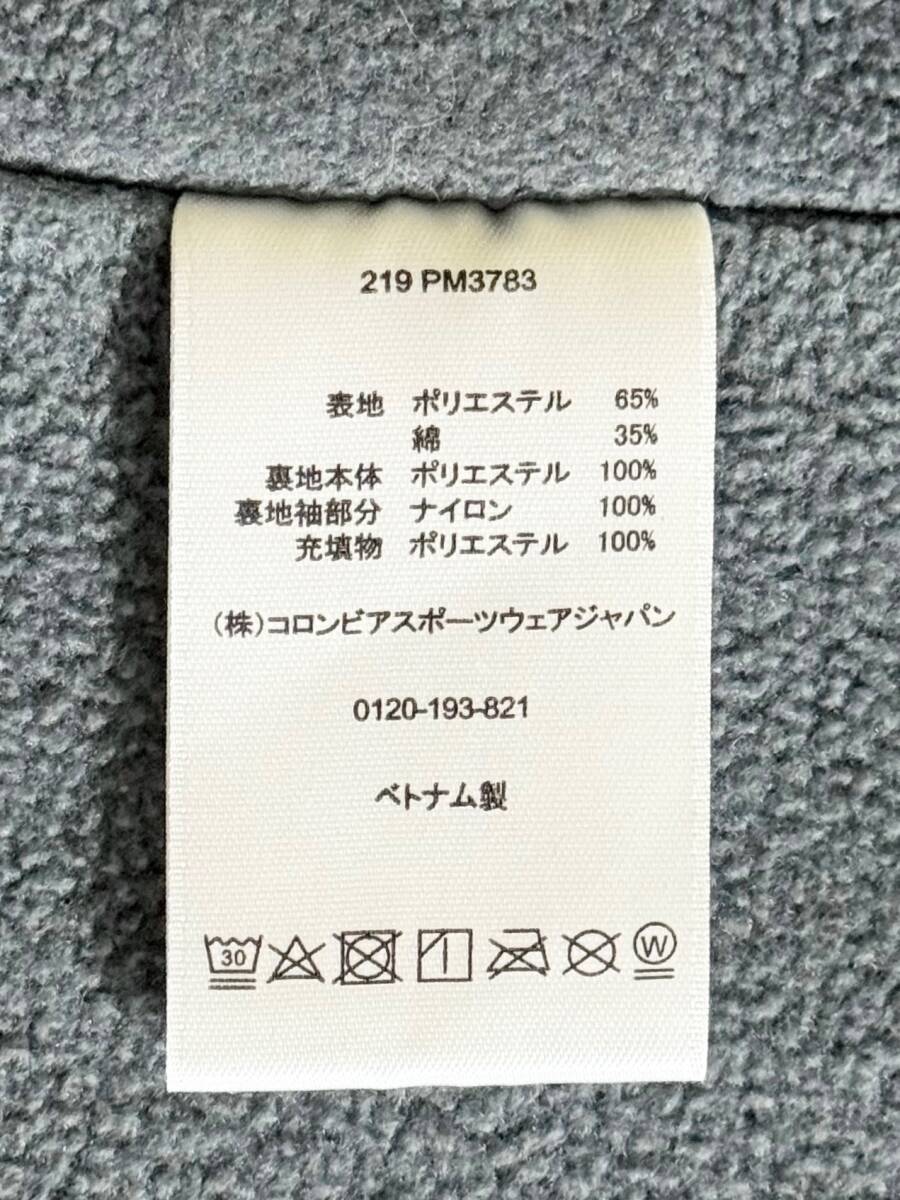 219 PM3783
表地 ポリエステル 65%
綿 35%
裏地本体 ポリエステル 100%
裏地袖部分 ナイロン 100%
充填物 ポリエステル 100%
(株)コロンビアスポーツウェアジャパン
0120-193-821
ベトナム製
30 W